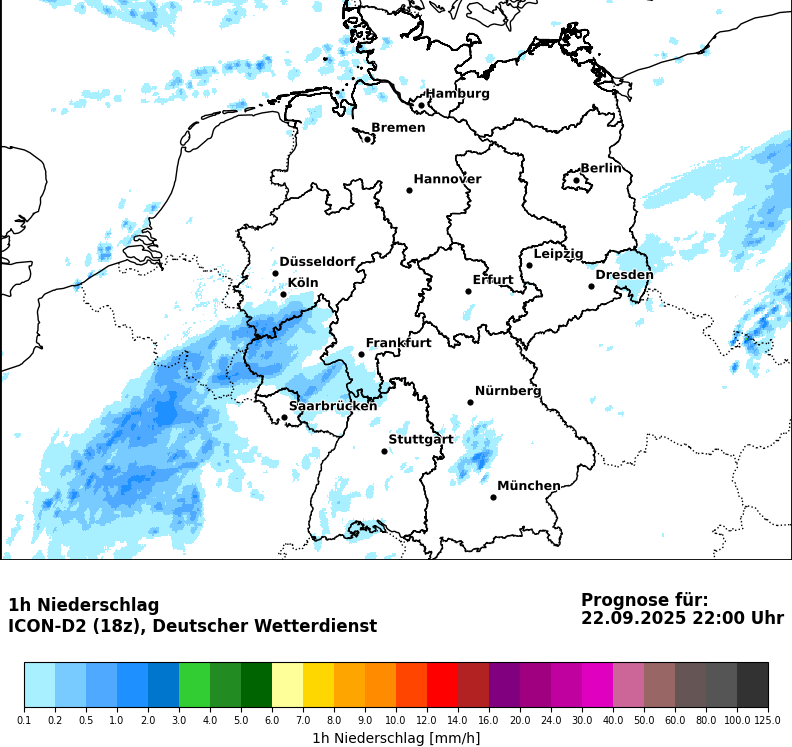 Hamburg
Bremen
Berlin
Hannover
Leipzig
Düsseldorf
Dresden
Köln
Erfurt
Frankfurt
Nürnberg
Saarbrücken
Stuttgart
München
1h Niederschlag
ICON-D2 (18z), Deutscher Wetterdienst
Prognose für:
22.09.2025 22:00 Uhr
0.1 0.2 0.5 1.0 2.0 3.0 4.0 5.0 6.0 7.0 8.0 9.0 10.0 12.0 14.0 16.0 20.0 24.0 30.0 40.0 50.0 60.0 80.0 100.0 125.0
1h Niederschlag [mm/h]